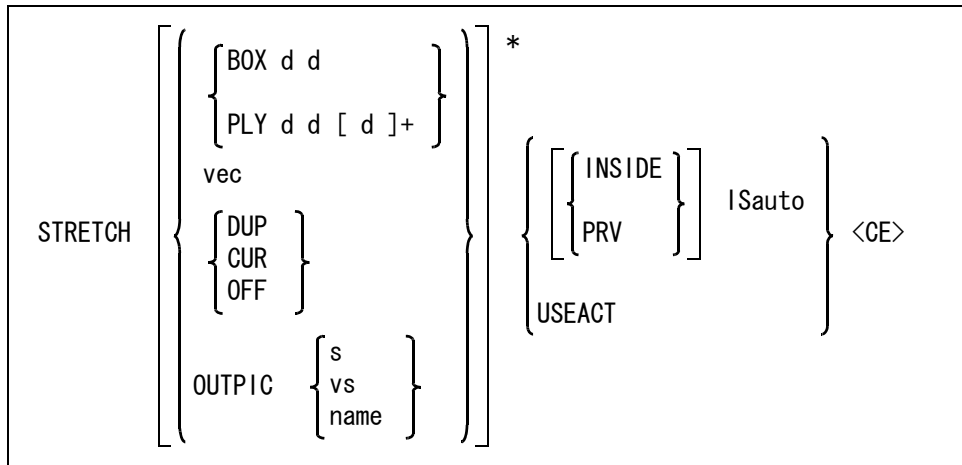 *
BOX d d
PLY d d [ d ]+
vec
STRETCH
DUP
CUR
OFF
OUTPIC
s
vs
name
INSIDE
PRV
ISauto
USEACT
<CE>